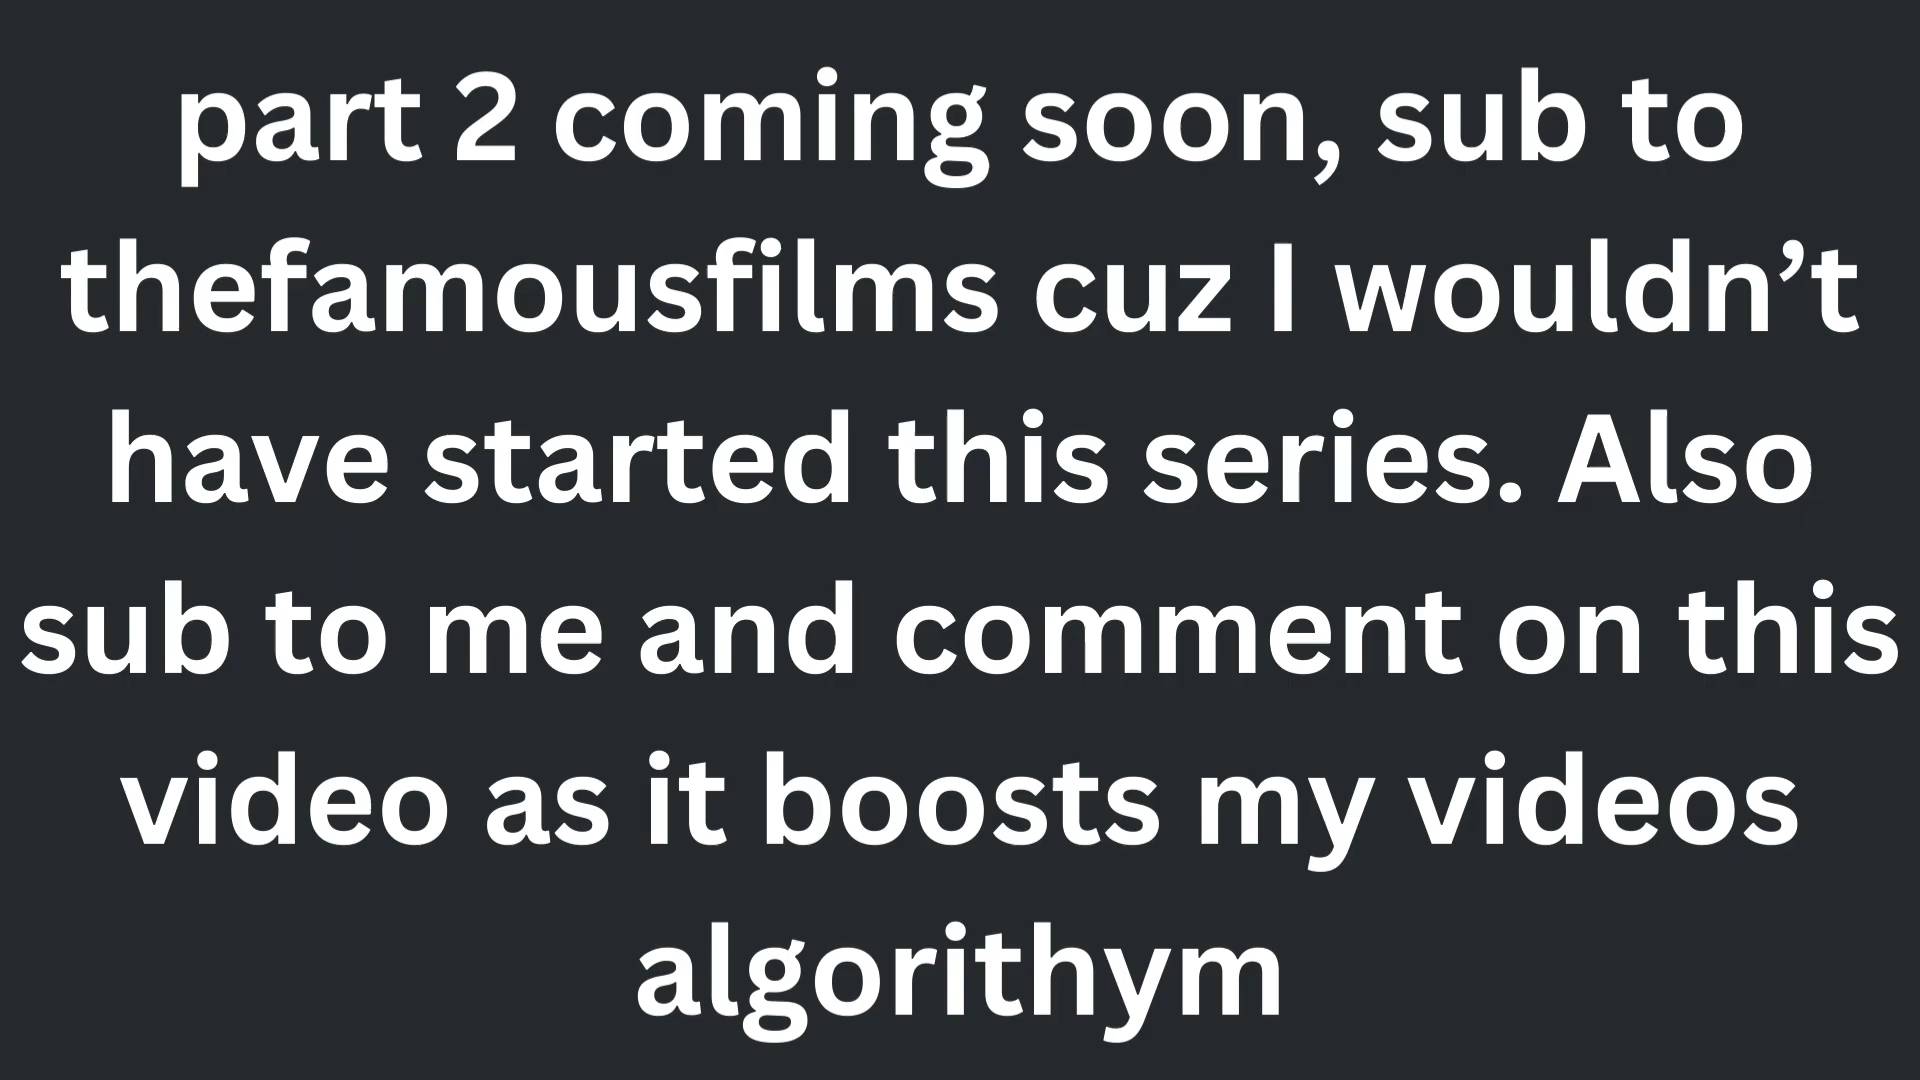 part 2 coming soon, sub to
thefamousfilms cuz I wouldn’t
have started this series. Also
sub to me and comment on this
video as it boosts my videos
algorithym